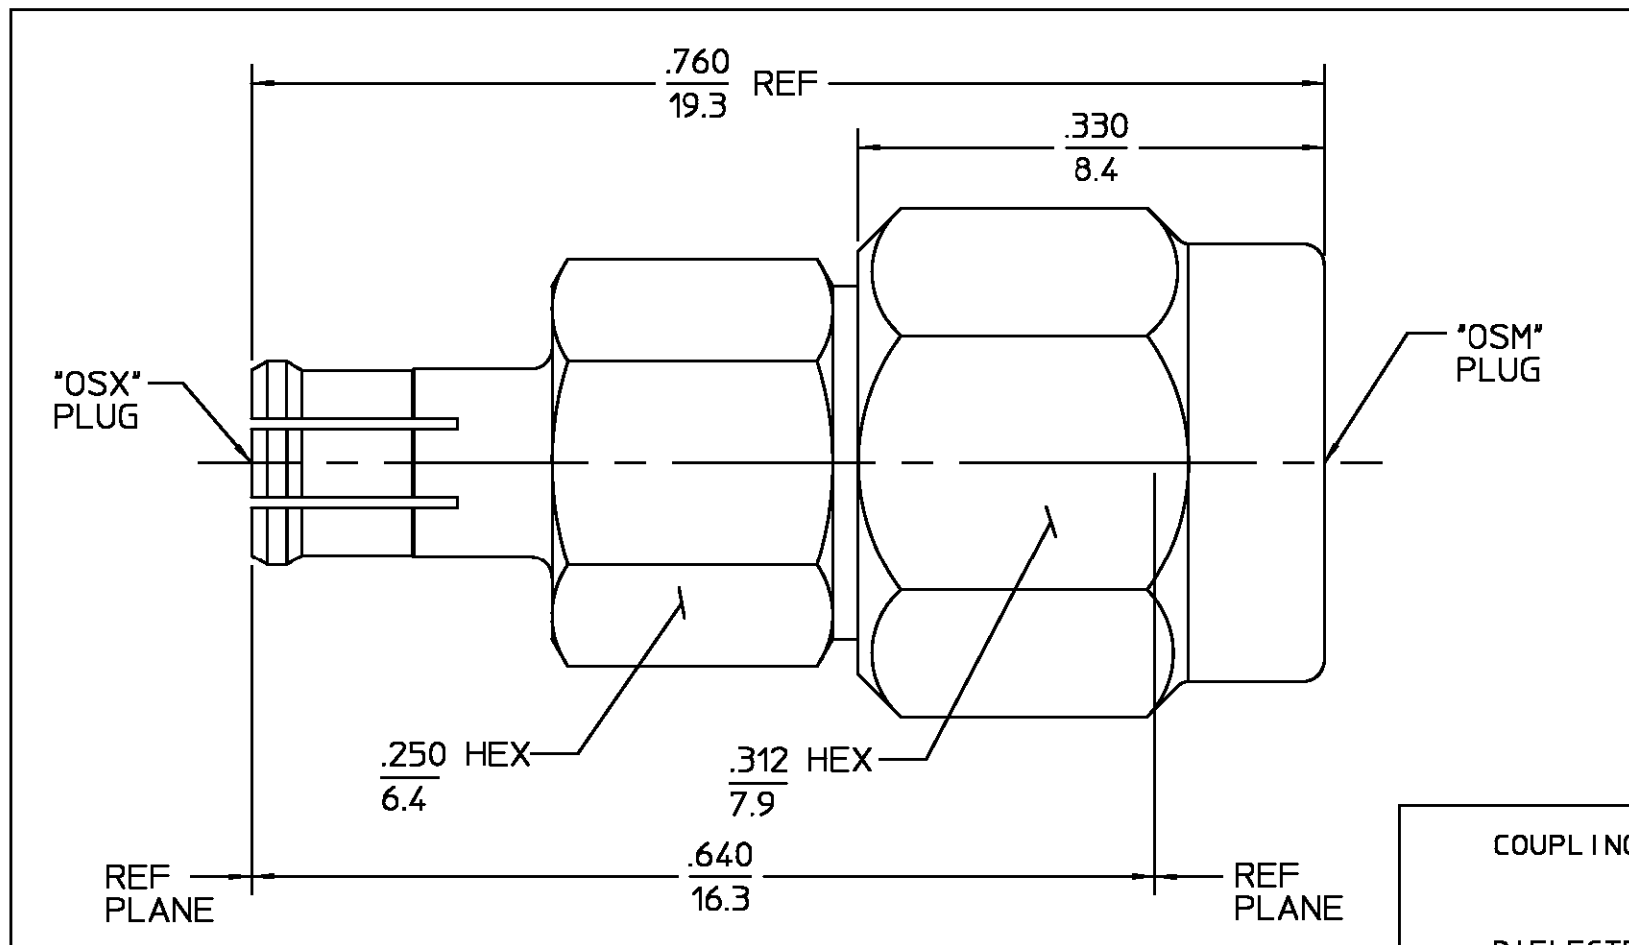 .760
19.3 REF
.330
8.4
"OSX"
PLUG
"OSM"
PLUG
.250 HEX
6.4
.312 HEX
7.9
REF
PLANE
.640
16.3
REF
PLANE